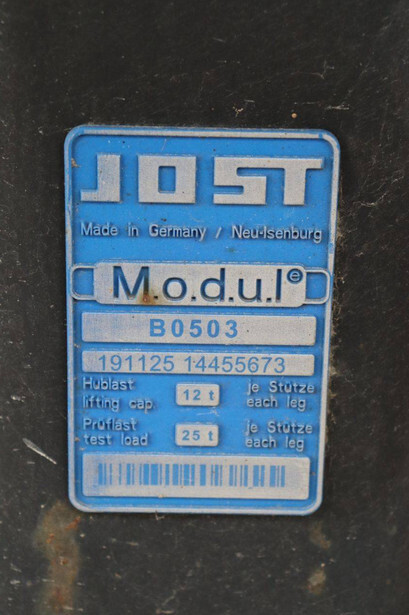 JOST
Made in Germany / Neu-Isenburg
M.o.d.u.l e
B0503
191125 14455673
Hublast 12 t je Stütze
lifting cap each leg
Prüflast 25 t je Stütze
test load each leg